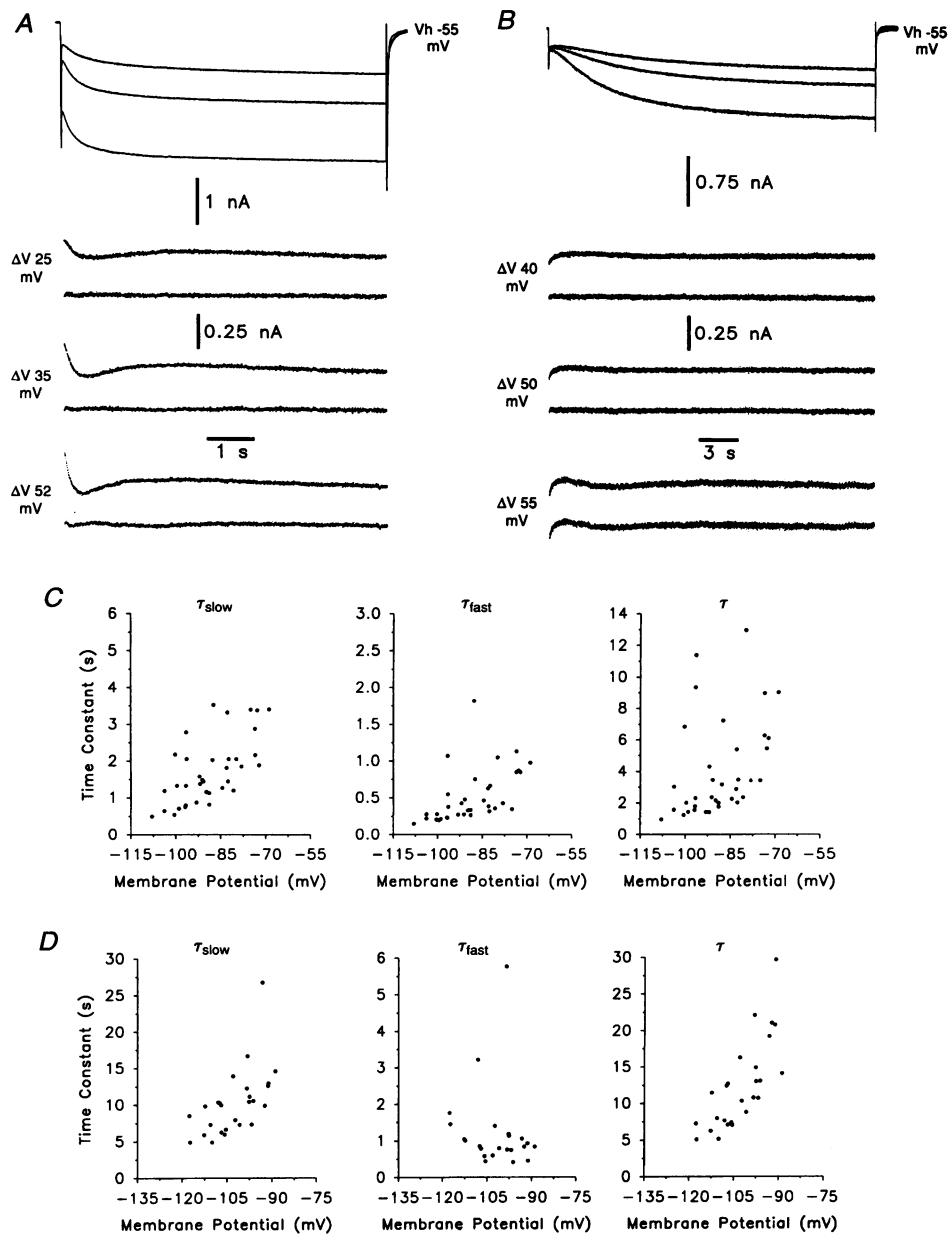 A
Vh -55
mV
1 nA
ΔV 25
mV
0.25 nA
ΔV 35
mV
1 s
ΔV 52
mV
B
Vh -55
mV
0.75 nA
ΔV 40
mV
0.25 nA
ΔV 50
mV
3 s
ΔV 55
mV
C
τslow
τfast
τ
6
5
4
3
2
1
0
3.0
2.5
2.0
1.5
1.0
0.5
0.0
14
12
10
8
6
4
2
0
Time Constant (s)
−115 −100 −85 −70 −55
−115 −100 −85 −70 −55
−115 −100 −85 −70 −55
Membrane Potential (mV)
Membrane Potential (mV)
Membrane Potential (mV)
D
τslow
τfast
τ
30
25
20
15
10
5
0
6
5
4
3
2
1
0
30
25
20
15
10
5
0
Time Constant (s)
−135 −120 −105 −90 −75
−135 −120 −105 −90 −75
−135 −120 −105 −90 −75
Membrane Potential (mV)
Membrane Potential (mV)
Membrane Potential (mV)